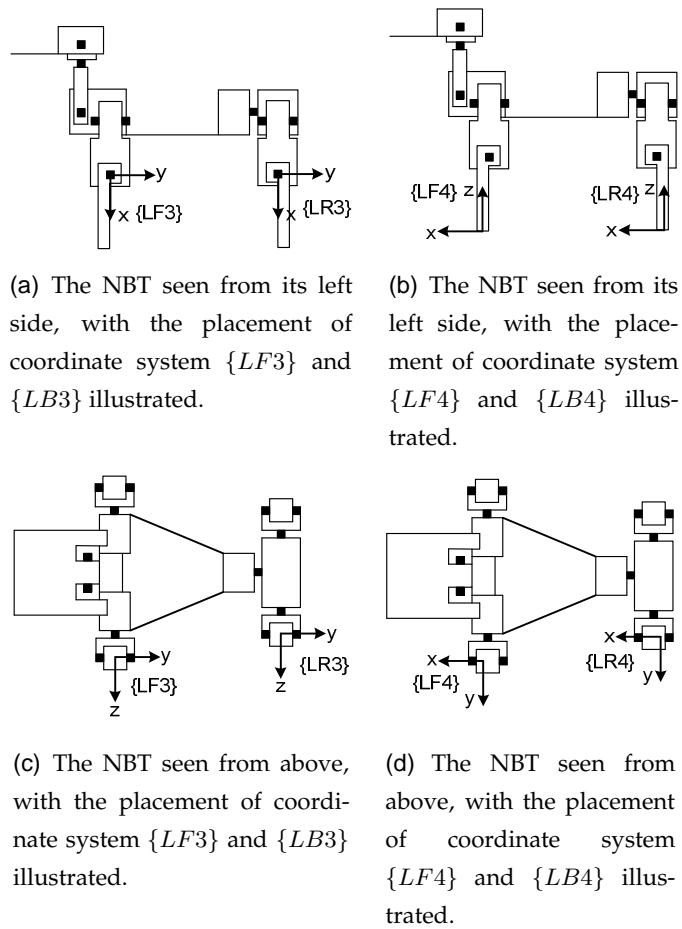 y
x {LF3}
y
x {LR3}
{LF4} z
x
{LR4} z
x
(a) The NBT seen from its left
side, with the placement of
coordinate system {LF3} and
{LB3} illustrated.
(b) The NBT seen from its
left side, with the place-
ment of coordinate system
{LF4} and {LB4} illus-
trated.
y
{LF3}
z
y
{LR3}
z
x
{LF4}
y
x
{LR4}
y
(c) The NBT seen from above,
with the placement of coordi-
nate system {LF3} and {LB3}
illustrated.
(d) The NBT seen from
above, with the placement
of coordinate system
{LF4} and {LB4} illus-
trated.